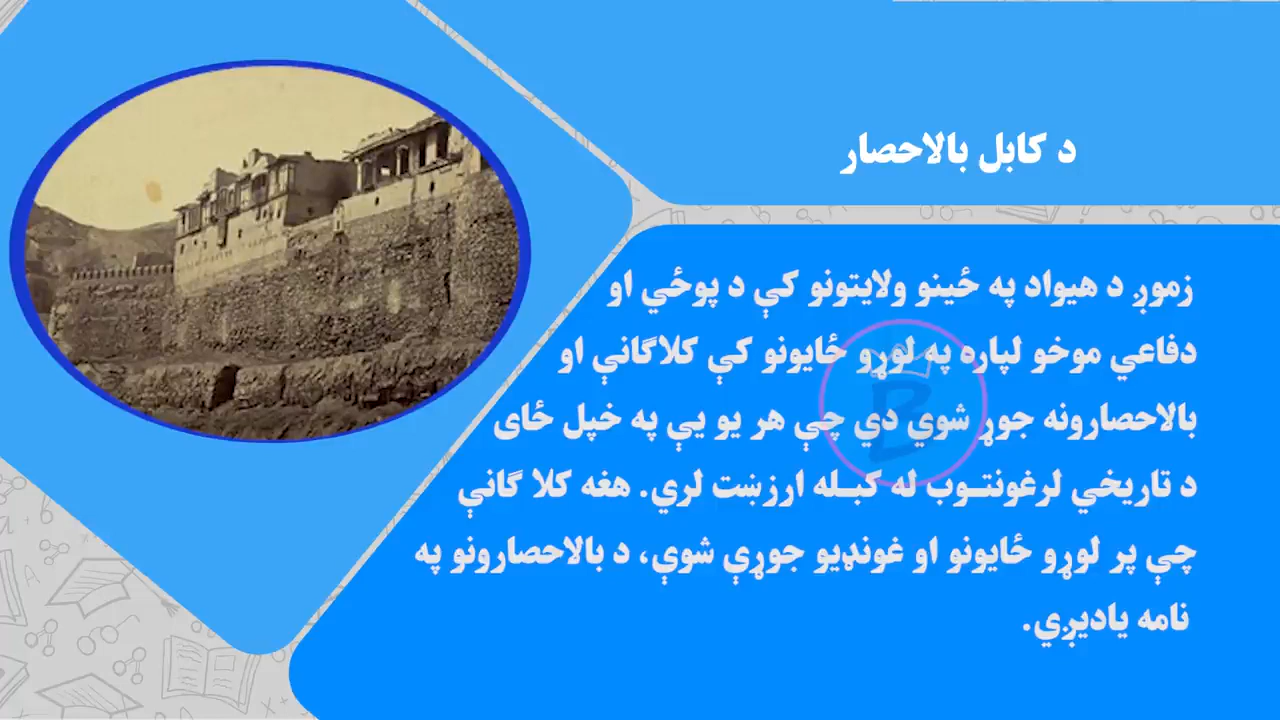 د کابل بالاحصار
زموږ د هیواد په ځینو ولایتونو کې د پوځي او
دفاعي موخو لپاره په لوړو ځایونو کې کلاګانې او
بالاحصارونه جوړ شوي دي چې هر یو یې په خپل ځای
د تاریخي لرغونتـوب له کبـله ارزښت لري. هغه کلا ګانې
چې پر لوړو ځایونو او غونډیو جوړې شوې، د بالاحصارونو په
نامه یادیږي.
B